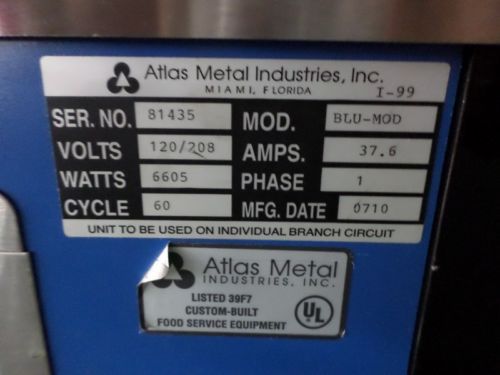 Atlas Metal Industries, Inc.
MIAMI, FLORIDA
I-99
SER. NO. 81435 MOD. BLU-MOD
VOLTS 120/208 AMPS. 37.6
WATTS 6605 PHASE 1
CYCLE 60 MFG. DATE 0710
UNIT TO BE USED ON INDIVIDUAL BRANCH CIRCUIT
Atlas Metal
INDUSTRIES, INC.
LISTED 39F7
CUSTOM-BUILT
FOOD SERVICE EQUIPMENT
UL